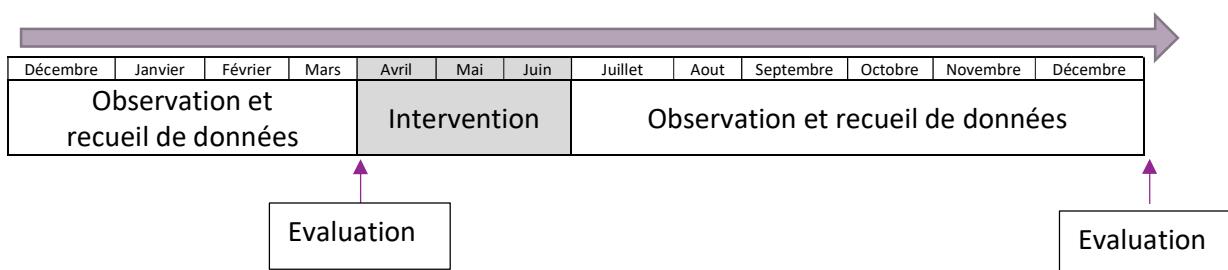 Décembre Janvier Février Mars Avril Mai Juin Juillet Aout Septembre Octobre Novembre Décembre
Observation et
recueil de données
Intervention
Observation et recueil de données
Evaluation
Evaluation